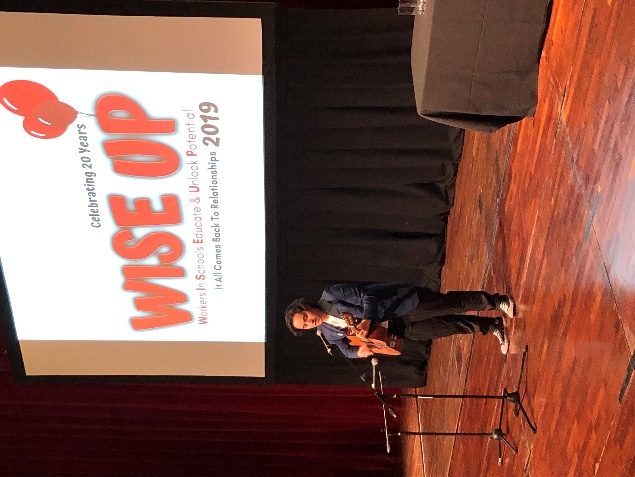 Celebrating 20 Years
WISE UP
Workers In Schools Educate & Unlock Potential
It All Comes Back To Relationships 2019